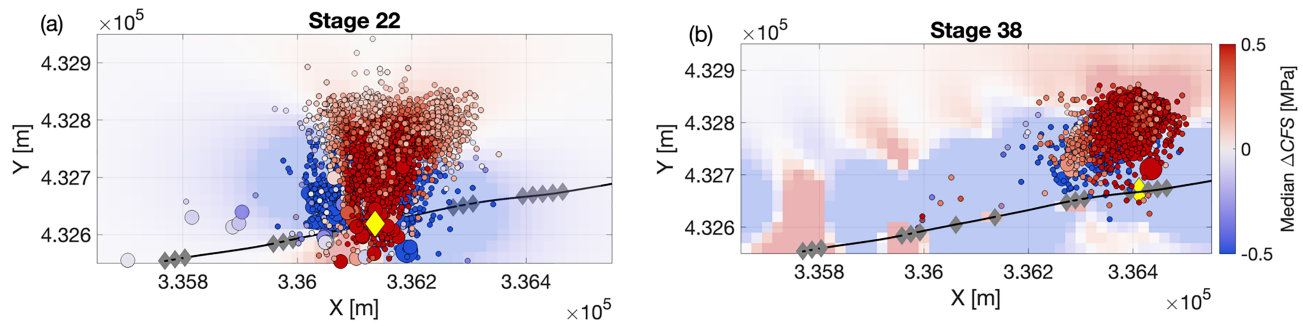 (a)
×10⁵
Stage 22
4.329
4.328
4.327
4.326
Y [m]
3.358
3.36
3.362
3.364
X [m]
×10⁵
(b)
×10⁵
Stage 38
4.329
4.328
4.327
4.326
Y [m]
3.358
3.36
3.362
3.364
X [m]
×10⁵
0.5
0
-0.5
Median ΔCFS [MPa]